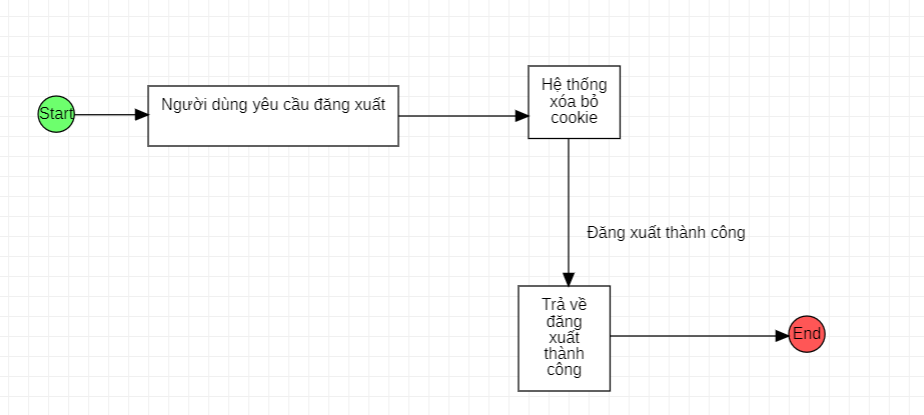 Start
Người dùng yêu cầu đăng xuất
Hệ thống
xóa bỏ
cookie
Đăng xuất thành công
Trả về
đăng
xuất
thành
công
End